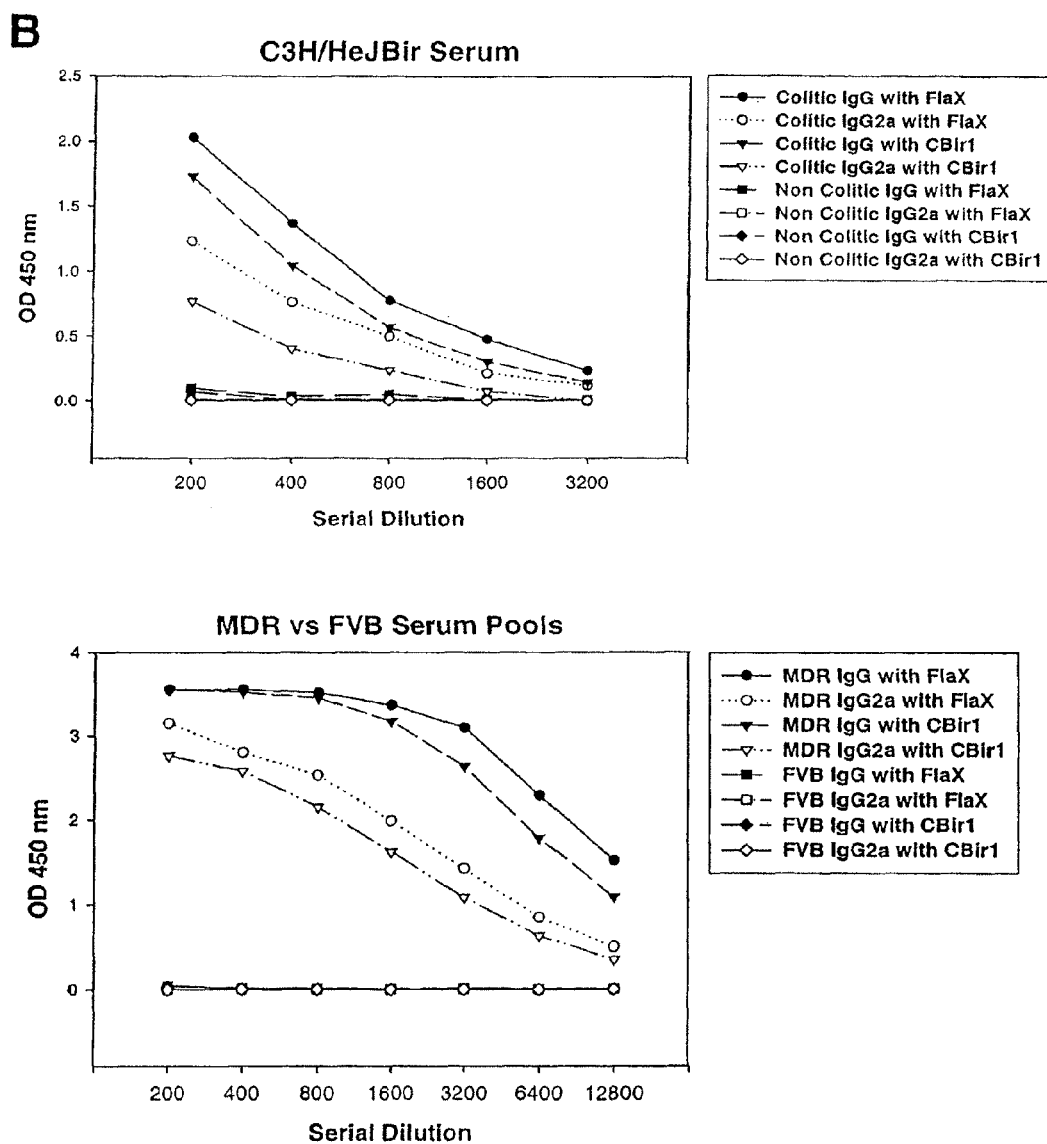 B
C3H/HeJBir Serum
2.5
2.0
1.5
1.0
0.5
0.0
OD 450 nm
200 400 800 1600 3200
Serial Dilution
Colitic IgG with FlaX
Colitic IgG2a with FlaX
Colitic IgG with CBir1
Colitic IgG2a with CBir1
Non Colitic IgG with FlaX
Non Colitic IgG2a with FlaX
Non Colitic IgG with CBir1
Non Colitic IgG2a with CBir1
MDR vs FVB Serum Pools
4
3
2
1
0
OD 450 nm
200 400 800 1600 3200 6400 12800
Serial Dilution
MDR IgG with FlaX
MDR IgG2a with FlaX
MDR IgG with CBir1
MDR IgG2a with CBir1
FVB IgG with FlaX
FVB IgG2a with FlaX
FVB IgG with CBir1
FVB IgG2a with CBir1